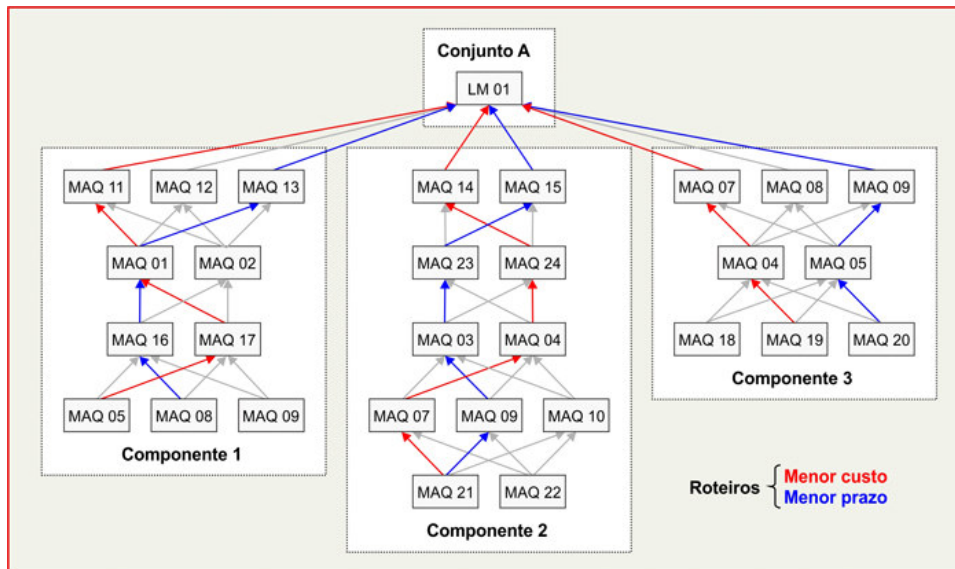 Conjunto A
LM 01
MAQ 11 MAQ 12 MAQ 13
MAQ 01 MAQ 02
MAQ 16 MAQ 17
MAQ 05 MAQ 08 MAQ 09
Componente 1
MAQ 14 MAQ 15
MAQ 23 MAQ 24
MAQ 03 MAQ 04
MAQ 07 MAQ 09 MAQ 10
MAQ 21 MAQ 22
Componente 2
MAQ 07 MAQ 08 MAQ 09
MAQ 04 MAQ 05
MAQ 18 MAQ 19 MAQ 20
Componente 3
Roteiros
Menor custo
Menor prazo